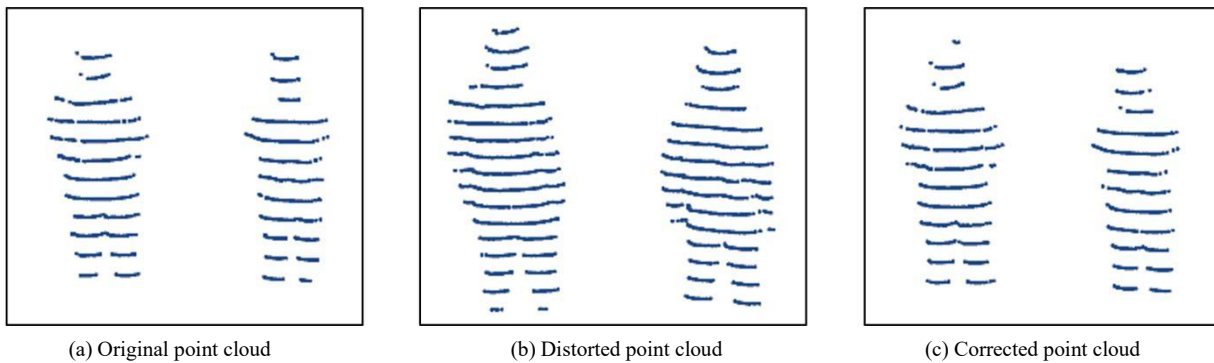 (a) Original point cloud
(b) Distorted point cloud
(c) Corrected point cloud